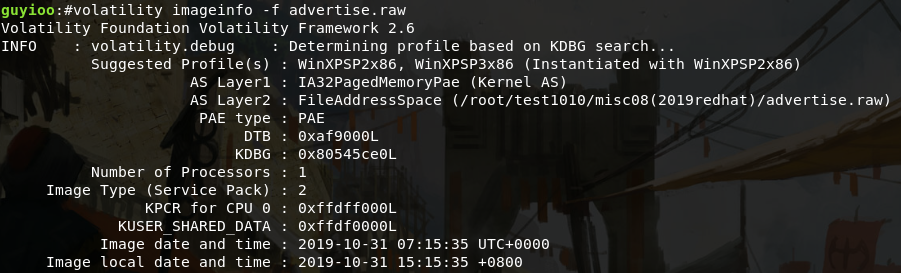 guyioo:#volatility imageinfo -f advertise.raw
Volatility Foundation Volatility Framework 2.6
INFO    : volatility.debug    : Determining profile based on KDBG search...
Suggested Profile(s) : WinXPSP2x86, WinXPSP3x86 (Instantiated with WinXPSP2x86)
AS Layer1 : IA32PagedMemoryPae (Kernel AS)
AS Layer2 : FileAddressSpace (/root/test1010/misc08(2019redhat)/advertise.raw)
PAE type : PAE
DTB : 0xaf9000L
KDBG : 0x80545ce0L
Number of Processors : 1
Image Type (Service Pack) : 2
KPCR for CPU 0 : 0xffdff000L
KUSER_SHARED_DATA : 0xffdf0000L
Image date and time : 2019-10-31 07:15:35 UTC+0000
Image local date and time : 2019-10-31 15:15:35 +0800